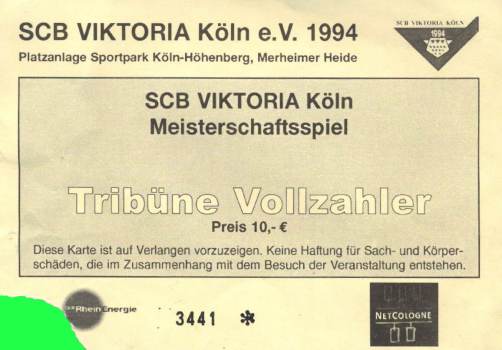 SCB VIKTORIA Köln e.V. 1994
Platzanlage Sportpark Köln-Höhenberg, Merheimer Heide
SCB VIKTORIA KÖLN
1994
SCB VIKTORIA Köln
Meisterschaftsspiel
Tribüne Vollzahler
Preis 10,- €
Diese Karte ist auf Verlangen vorzuzeigen. Keine Haftung für Sach- und Körper-
schäden, die im Zusammenhang mit dem Besuch der Veranstaltung entstehen.
RheinEnergie
3441 *
NETCOLOGNE